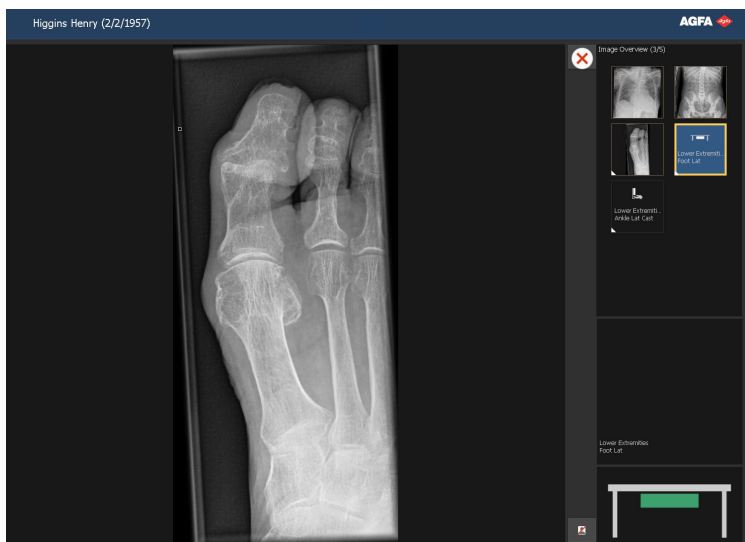 Higgins Henry (2/2/1957)
AGFA
Image Overview (3/5)
Lower Extremiti...
Foot Lat
Lower Extremiti...
Ankle Lat Cast
Lower Extremities
Foot Lat